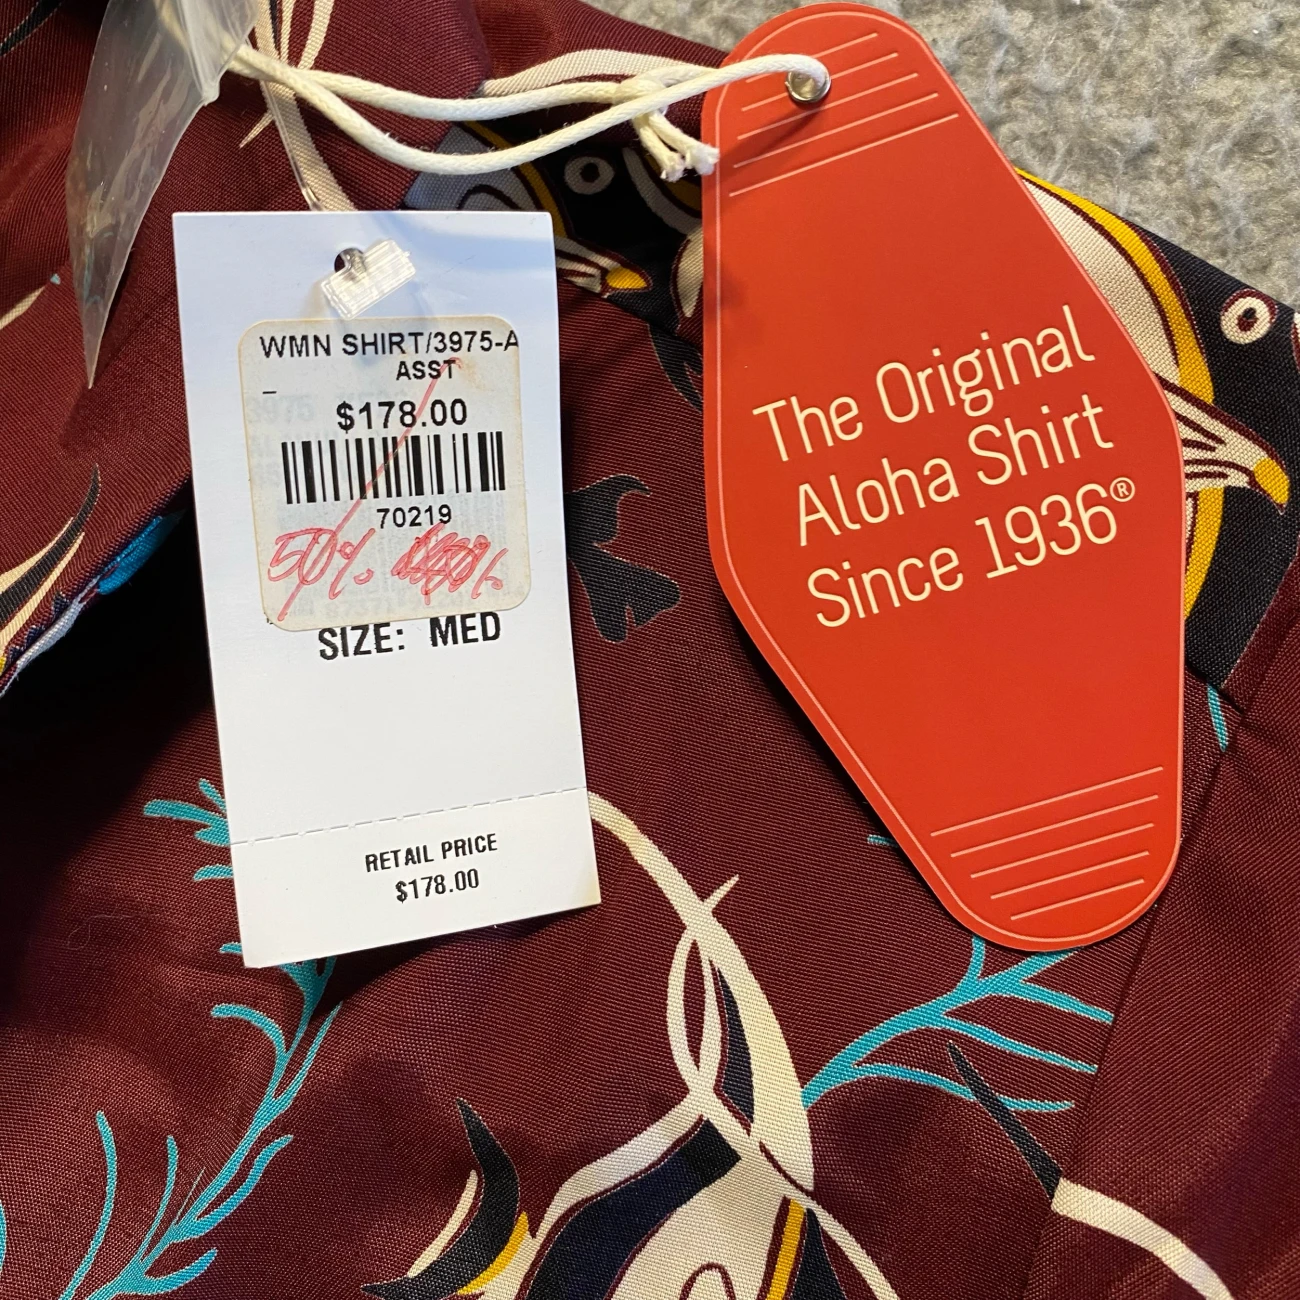 WMN SHIRT/3975-A
ASST
$178.00
70219
50%
SIZE: MED
RETAIL PRICE
$178.00
The Original
Aloha Shirt
Since 1936®